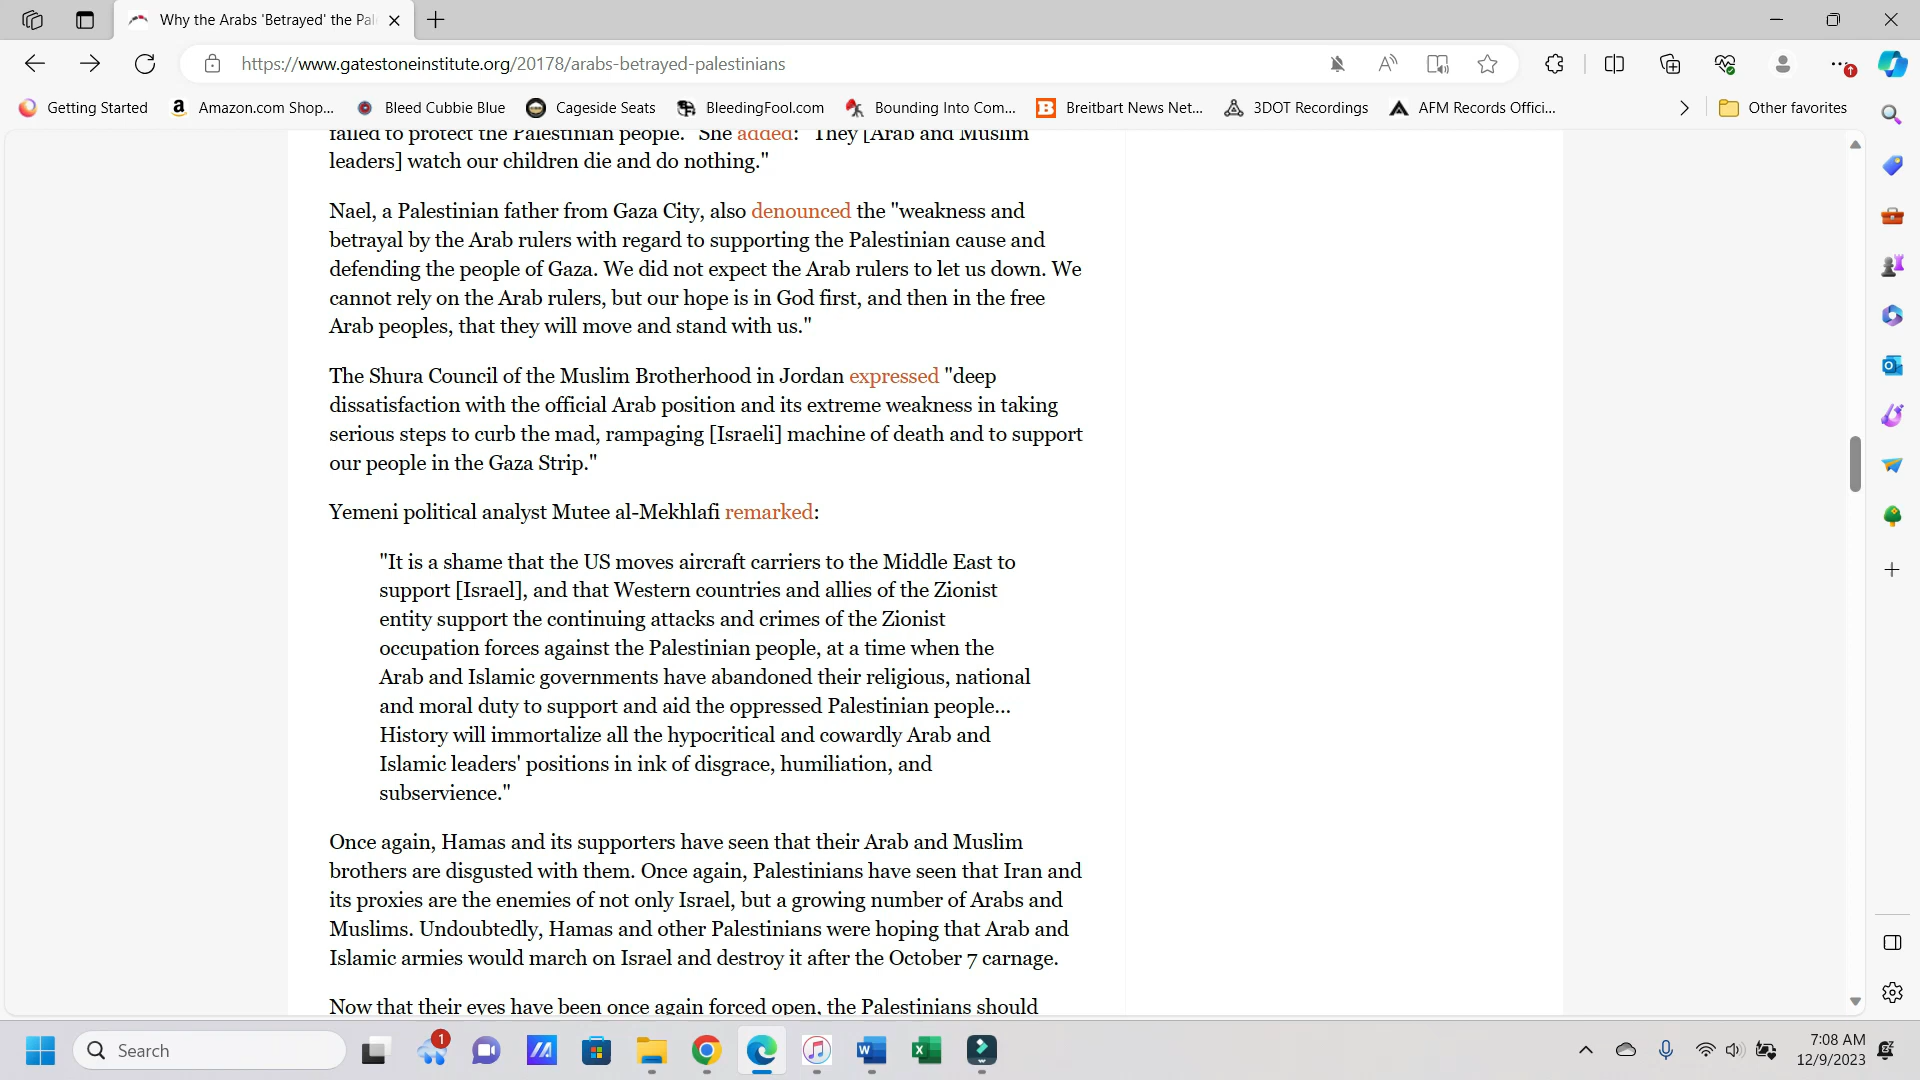 Why the Arabs 'Betrayed' the Pal
https://www.gatestoneinstitute.org/20178/arabs-betrayed-palestinians
Getting Started
Amazon.com Shop...
Bleed Cubbie Blue
Cageside Seats
BleedingFool.com
Bounding Into Com...
Breitbart News Net...
3DOT Recordings
AFM Records Offici...
Other favorites
failed to protect the Palestinian people." She added: "They [Arab and Muslim
leaders] watch our children die and do nothing."
Nael, a Palestinian father from Gaza City, also denounced the "weakness and
betrayal by the Arab rulers with regard to supporting the Palestinian cause and
defending the people of Gaza. We did not expect the Arab rulers to let us down. We
cannot rely on the Arab rulers, but our hope is in God first, and then in the free
Arab peoples, that they will move and stand with us."
The Shura Council of the Muslim Brotherhood in Jordan expressed "deep
dissatisfaction with the official Arab position and its extreme weakness in taking
serious steps to curb the mad, rampaging [Israeli] machine of death and to support
our people in the Gaza Strip."
Yemeni political analyst Mutee al-Mekhlafi remarked:
"It is a shame that the US moves aircraft carriers to the Middle East to
support [Israel], and that Western countries and allies of the Zionist
entity support the continuing attacks and crimes of the Zionist
occupation forces against the Palestinian people, at a time when the
Arab and Islamic governments have abandoned their religious, national
and moral duty to support and aid the oppressed Palestinian people...
History will immortalize all the hypocritical and cowardly Arab and
Islamic leaders' positions in ink of disgrace, humiliation, and
subservience."
Once again, Hamas and its supporters have seen that their Arab and Muslim
brothers are disgusted with them. Once again, Palestinians have seen that Iran and
its proxies are the enemies of not only Israel, but a growing number of Arabs and
Muslims. Undoubtedly, Hamas and other Palestinians were hoping that Arab and
Islamic armies would march on Israel and destroy it after the October 7 carnage.
Now that their eyes have been once again forced open, the Palestinians should
Search
1
7:08 AM
12/9/2023